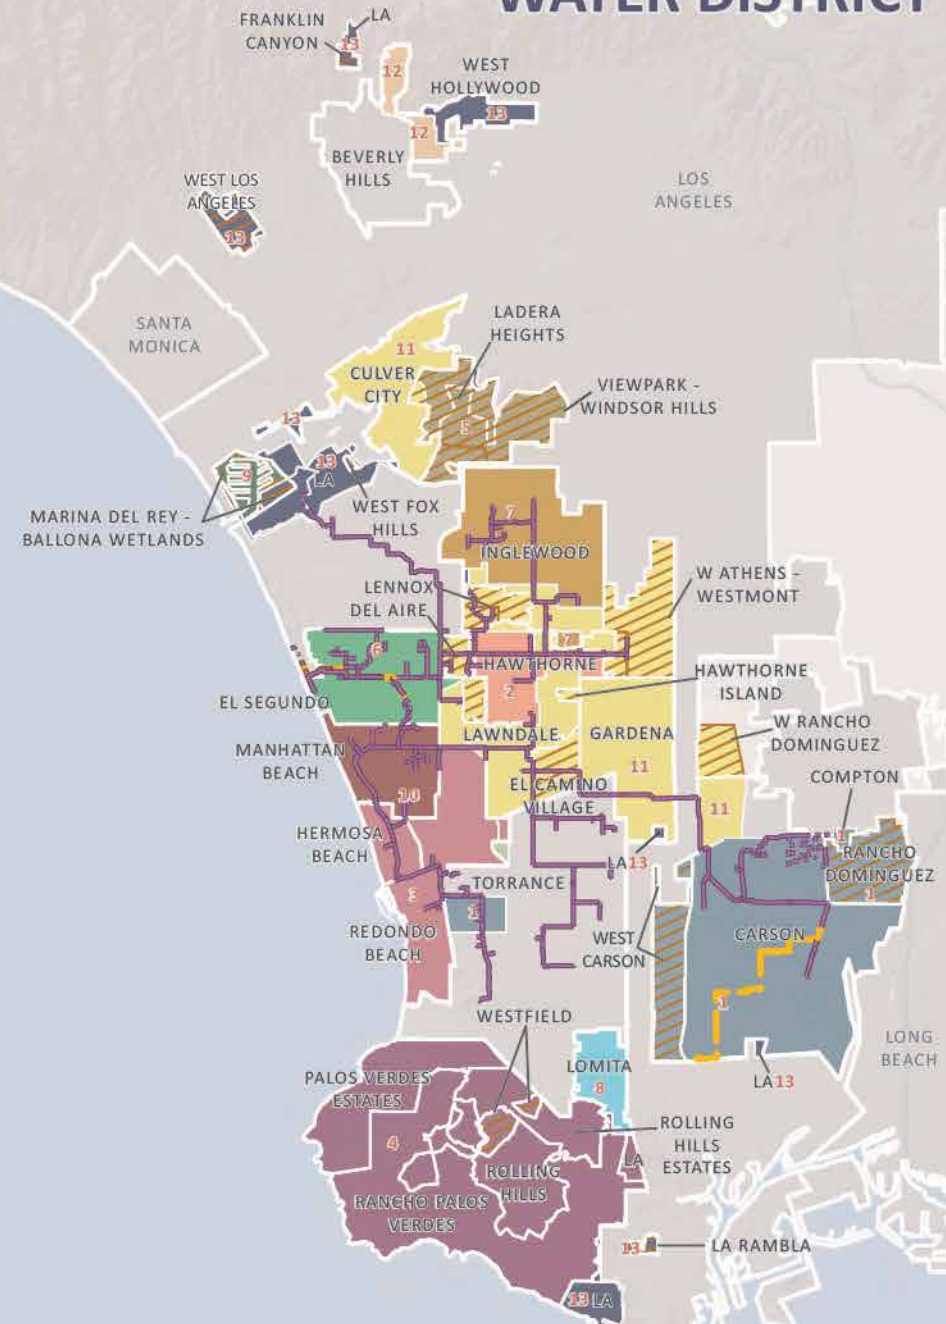 WATER DISTRICT
FRANKLIN
CANYON
LA
13
12
WEST
HOLLYWOOD
13
12
BEVERLY
HILLS
WEST LOS
ANGELES
13
LOS
ANGELES
SANTA
MONICA
LADERA
HEIGHTS
11
CULVER
CITY
VIEWPARK -
WINDSOR HILLS
13
5
13
LA
9
WEST FOX
HILLS
MARINA DEL REY -
BALLONA WETLANDS
7
INGLEWOOD
LENNOX
DEL AIRE
W ATHENS -
WESTMONT
7
6
HAWTHORNE
2
HAWTHORNE
ISLAND
EL SEGUNDO
LAWNDALE
GARDENA
11
W RANCHO
DOMINGUEZ
MANHATTAN
BEACH
10
EL CAMINO
VILLAGE
COMPTON
11
1
HERMOSA
BEACH
LA 13
RANCHO
DOMINGUEZ
1
TORRANCE
3
1
REDONDO
BEACH
WEST
CARSON
CARSON
1
WESTFIELD
LONG
BEACH
LOMITA
8
LA 13
PALOS VERDES
ESTATES
4
ROLLING
HILLS
ESTATES
LA
ROLLING
HILLS
RANCHO PALOS
VERDES
13
LA RAMBLA
13 LA